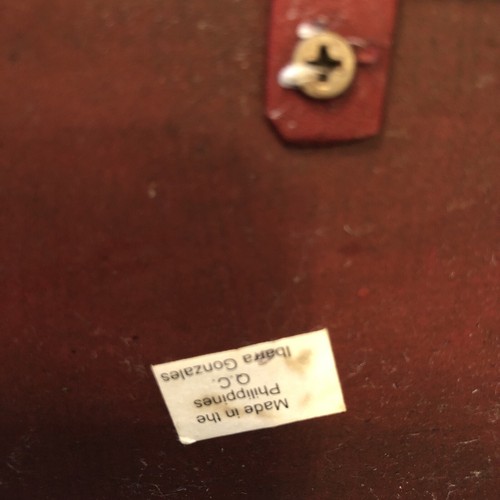 Made in the
Philippines
Q.C.
Ibarra Gonzales